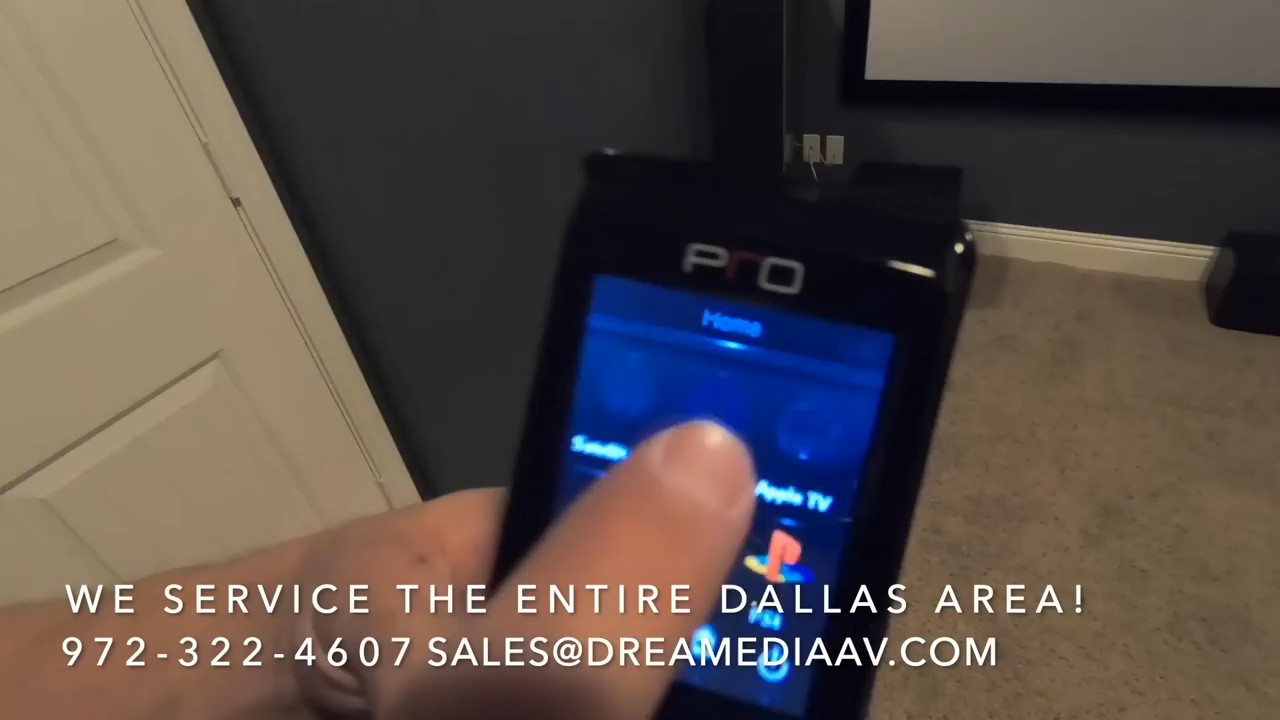 PrO
Home
Apple TV
WE SERVICE THE ENTIRE DALLAS AREA!
972-322-4607 SALES@DREAMEDIAAV.COM